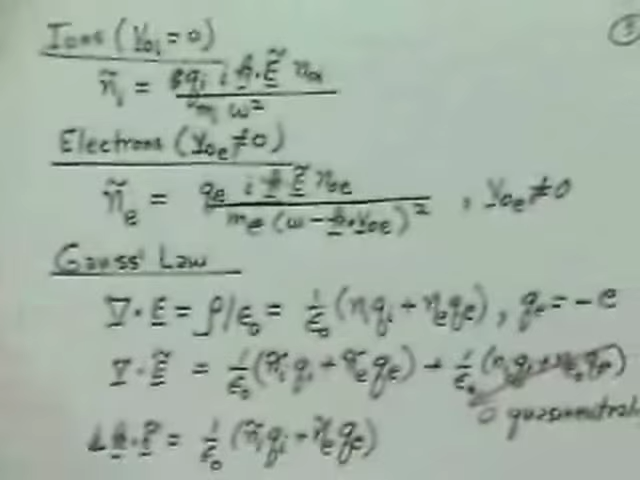 Ions (V₀ᵢ = 0)
ñᵢ = qᵢ i k·Ẽ n₀ᵢ / mᵢ ω²
Electrons (V₀ₑ ≠ 0)
ñₑ = qₑ i k·Ẽ n₀ₑ / mₑ (ω - k·V₀ₑ)² , V₀ₑ ≠ 0
Gauss' Law
∇·E = ρ/ε₀ = 1/ε₀ (nᵢqᵢ + nₑqₑ), qₑ = -e
∇·Ẽ = 1/ε₀ (ñᵢqᵢ + ñₑqₑ) + 1/ε₀ (n₀ᵢqᵢ + n₀ₑqₑ)
0 quasineutral
i k·Ẽ = 1/ε₀ (ñᵢqᵢ + ñₑqₑ)